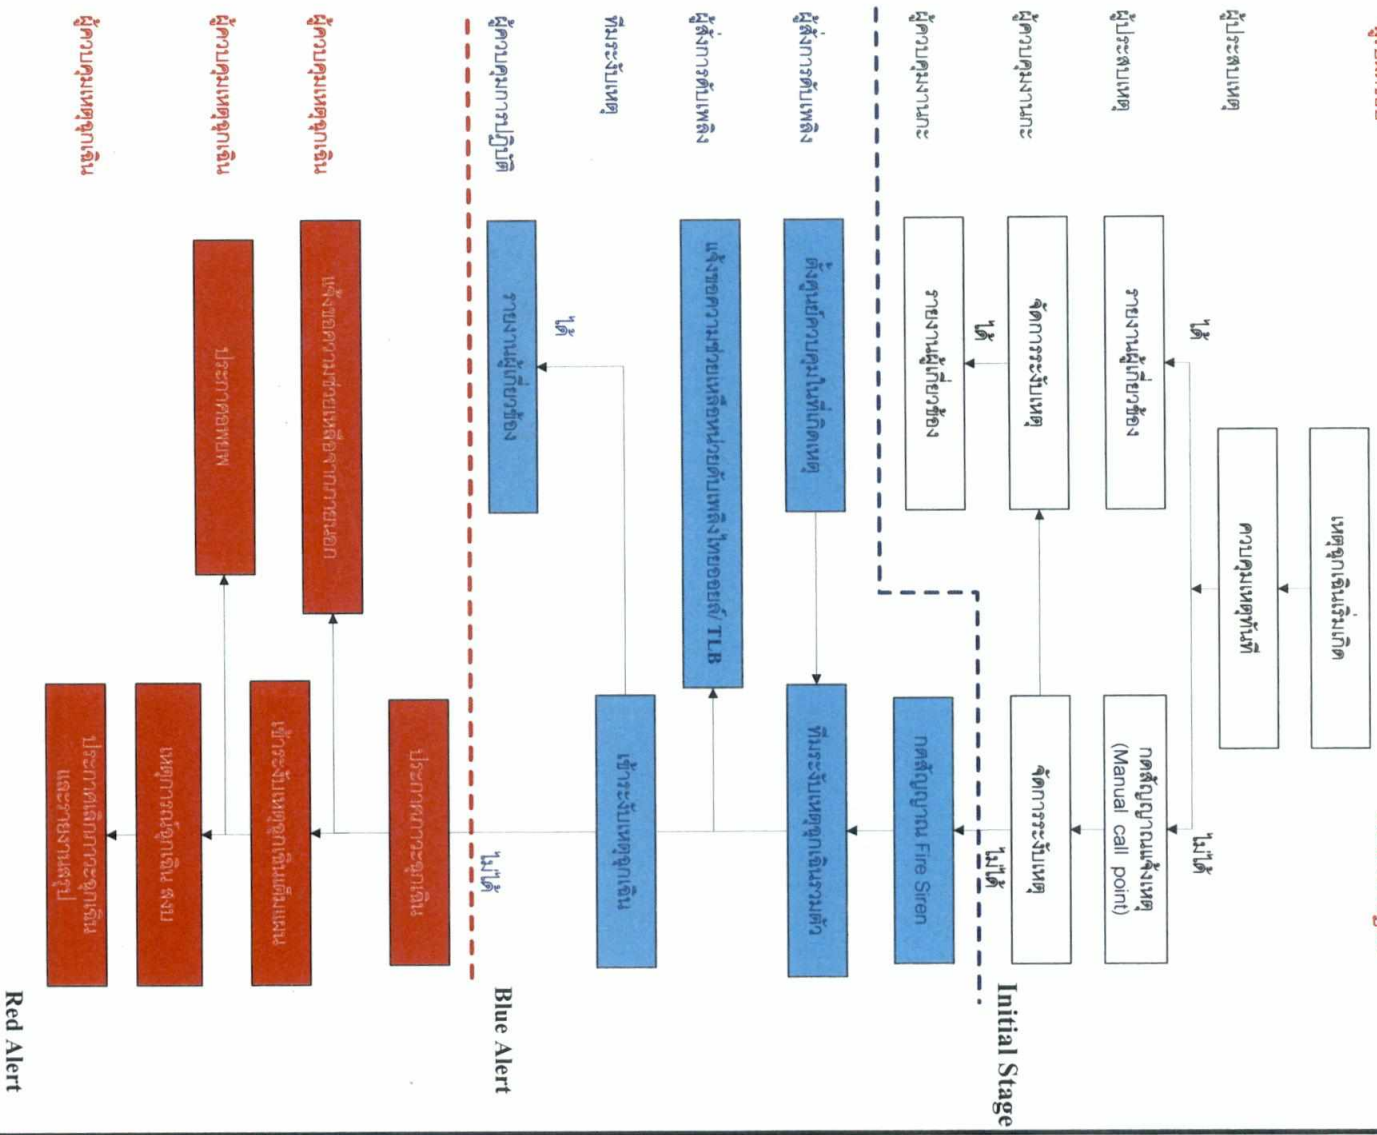 ผู้ประสบเหตุ
เหตุฉุกเฉินเริ่มเกิด
ควบคุมเหตุทันที
ได้
ไม่ได้
ผู้ประสบเหตุ
รายงานผู้เกี่ยวข้อง
กดสัญญาณแจ้งเหตุ
(Manual call point)
ผู้ควบคุมงานกะ
จัดการระงับเหตุ
จัดการระงับเหตุ
Initial Stage
ได้
ไม่ได้
ผู้ควบคุมงานกะ
รายงานผู้เกี่ยวข้อง
กดสัญญาณ Fire Siren
ผู้สั่งการดับเพลิง
ตั้งศูนย์ควบคุมในที่เกิดเหตุ
ทีมระงับเหตุฉุกเฉินรวมตัว
ผู้สั่งการดับเพลิง
แจ้งขอความช่วยเหลือหน่วยดับเพลิงไทยออยล์/ TLB
ทีมระงับเหตุ
เข้าระงับเหตุฉุกเฉิน
ได้
ผู้ควบคุมการปฏิบัติ
รายงานผู้เกี่ยวข้อง
ไม่ได้
Blue Alert
ประกาศภาวะฉุกเฉิน
ผู้ควบคุมเหตุฉุกเฉิน
แจ้งขอความช่วยเหลือจากภายนอก
เข้าระงับเหตุฉุกเฉินเต็มแผน
ผู้ควบคุมเหตุฉุกเฉิน
ประกาศอพยพ
เหตุการณ์ฉุกเฉิน สงบ
ผู้ควบคุมเหตุฉุกเฉิน
ประกาศเลิกภาวะฉุกเฉิน
และรายงานสรุป
Red Alert